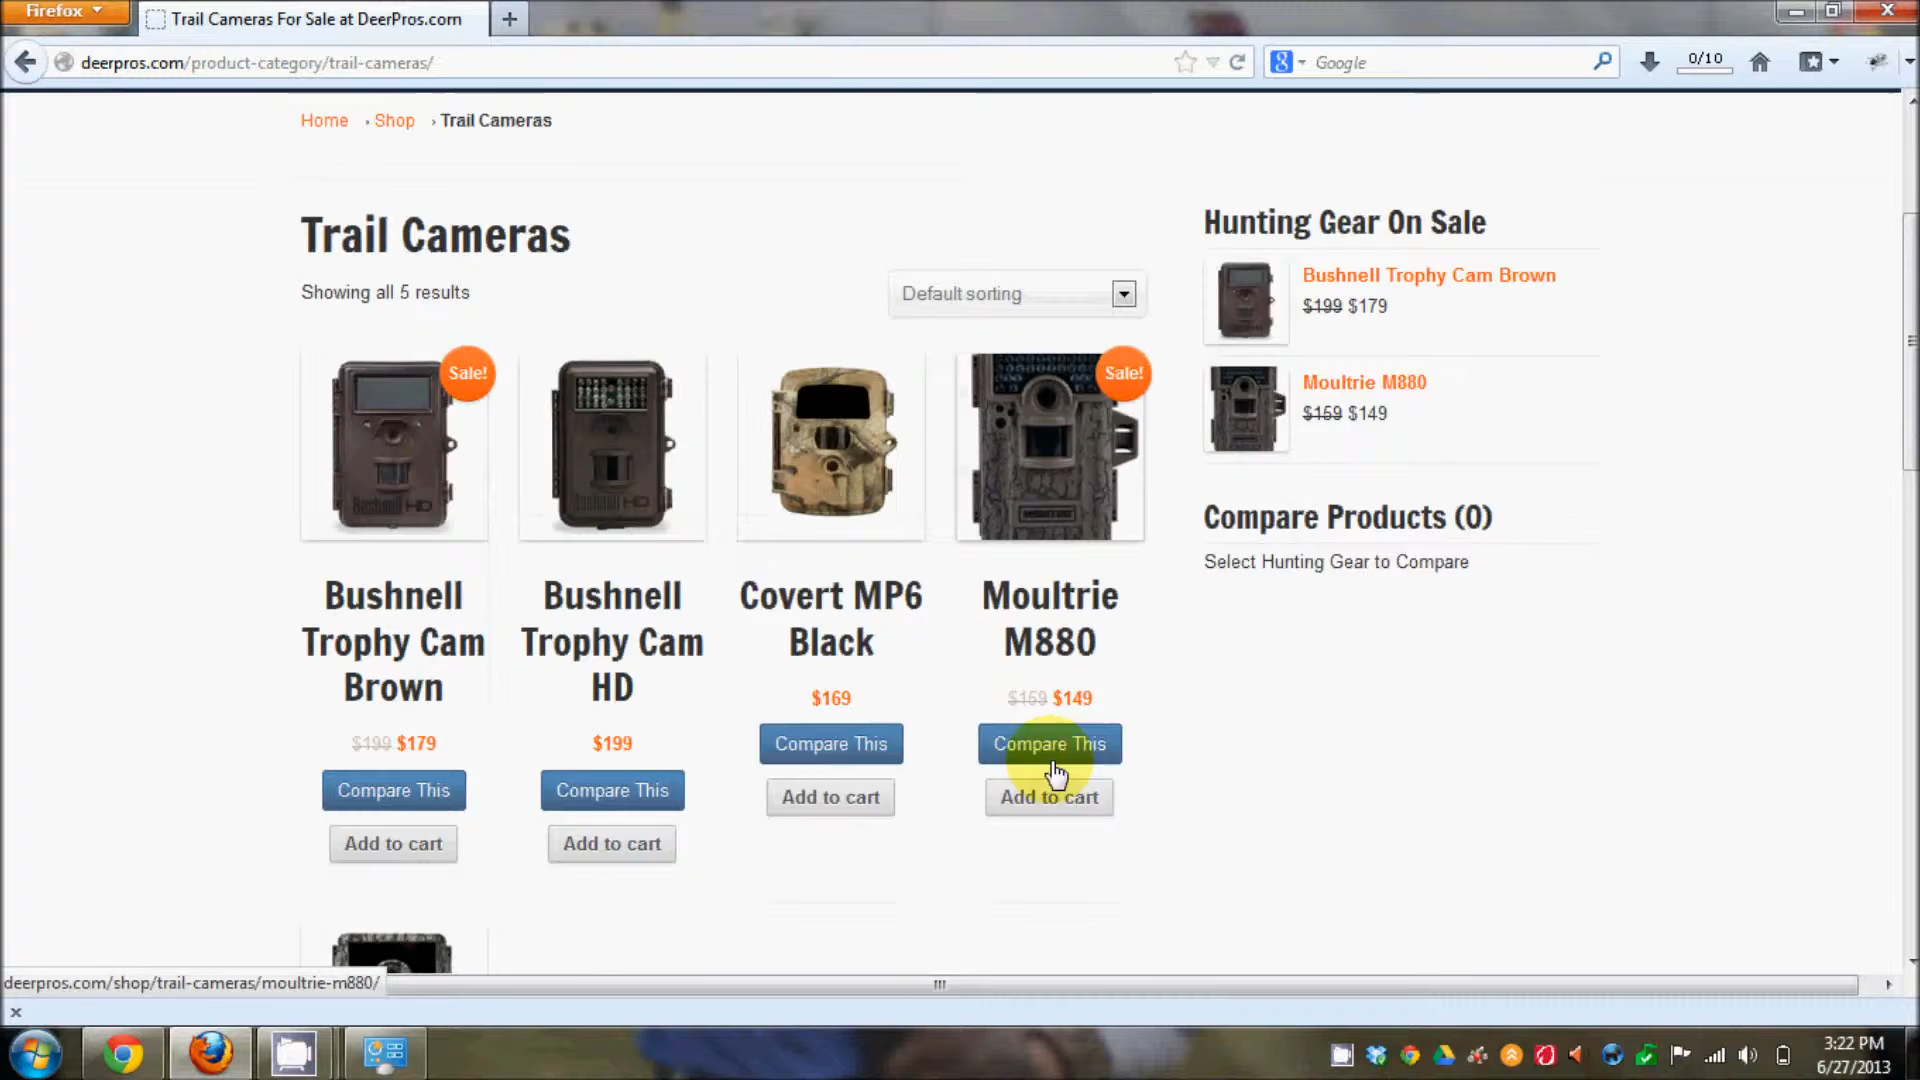 Firefox
Trail Cameras For Sale at DeerPros.com
deerpros.com/product-category/trail-cameras/
Google
0/10
Home › Shop › Trail Cameras
Trail Cameras
Showing all 5 results
Default sorting
Sale!
Sale!
Bushnell Trophy Cam Brown
$199 $179
Compare This
Add to cart
Bushnell Trophy Cam HD
$199
Compare This
Add to cart
Covert MP6 Black
$169
Compare This
Add to cart
Moultrie M880
$159 $149
Compare This
Add to cart
Hunting Gear On Sale
Bushnell Trophy Cam Brown
$199 $179
Moultrie M880
$159 $149
Compare Products (0)
Select Hunting Gear to Compare
deerpros.com/shop/trail-cameras/moultrie-m880/
3:22 PM
6/27/2013